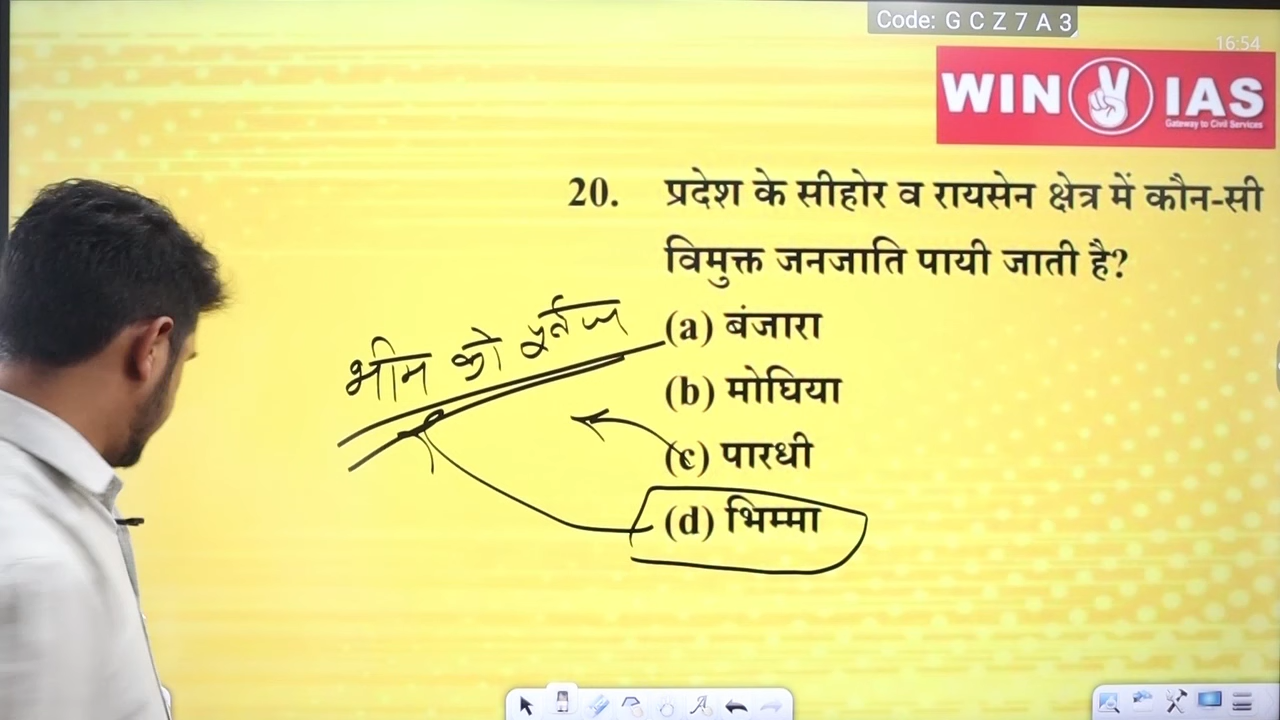 Code: G C Z 7 A 3
16:54
WIN IAS
Gateway to Civil Services
20. प्रदेश के सीहोर व रायसेन क्षेत्र में कौन-सी
विमुक्त जनजाति पायी जाती है?
(a) बंजारा
(b) मोघिया
(c) पारधी
(d) भिम्मा
भीम को पूर्वज